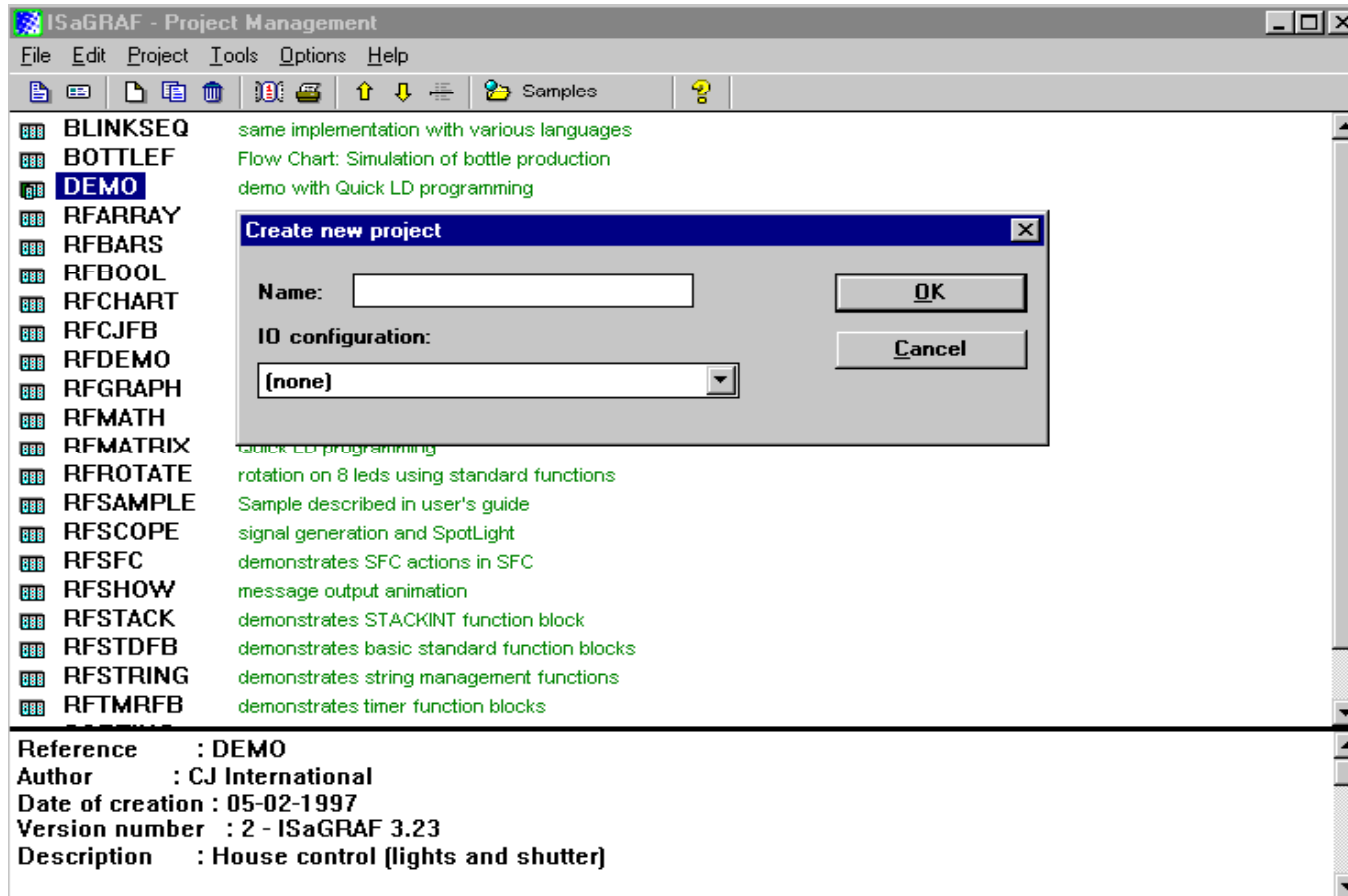 ISaGRAF - Project Management
File Edit Project Tools Options Help
Samples
BLINKSEQ same implementation with various languages
BOTTLEF Flow Chart: Simulation of bottle production
DEMO demo with Quick LD programming
RFARRAY
RFBARS
RFBOOL
RFCHART
RFCJFB
RFDEMO
RFGRAPH
RFMATH
RFMATRIX Quick LD programming
RFROTATE rotation on 8 leds using standard functions
RFSAMPLE Sample described in user's guide
RFSCOPE signal generation and SpotLight
RFSFC demonstrates SFC actions in SFC
RFSHOW message output animation
RFSTACK demonstrates STACKINT function block
RFSTDFB demonstrates basic standard function blocks
RFSTRING demonstrates string management functions
RFTMRFB demonstrates timer function blocks
Create new project
Name:
OK
IO configuration:
Cancel
(none)
Reference : DEMO
Author : CJ International
Date of creation : 05-02-1997
Version number : 2 - ISaGRAF 3.23
Description : House control (lights and shutter)